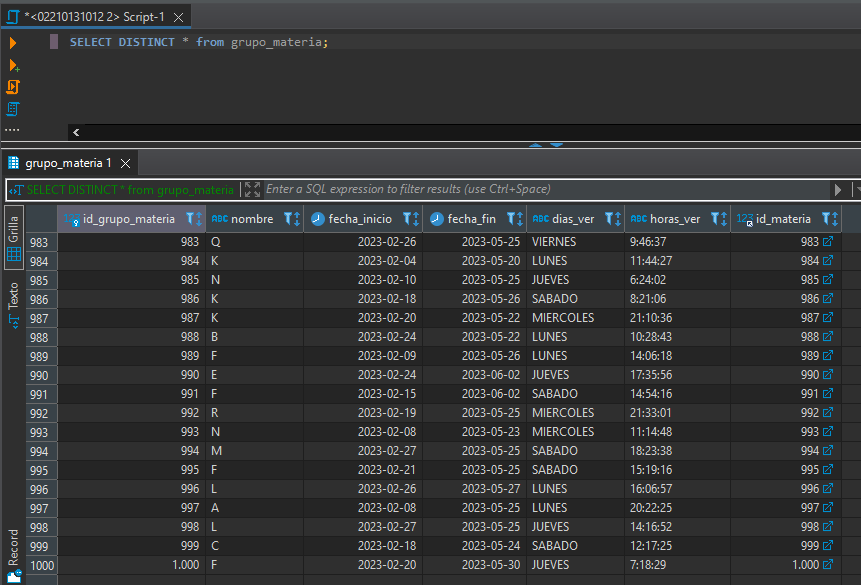 *<02210131012 2> Script-1
SELECT DISTINCT * from grupo_materia;
grupo_materia 1
SELECT DISTINCT * from grupo_materia Enter a SQL expression to filter results (use Ctrl+Space)
Grilla
Texto
Record
123 id_grupo_materia ABC nombre fecha_inicio fecha_fin ABC dias_ver ABC horas_ver 123 id_materia
983 983 Q 2023-02-26 2023-05-25 VIERNES 9:46:37 983
984 984 K 2023-02-04 2023-05-20 LUNES 11:44:27 984
985 985 N 2023-02-10 2023-05-25 JUEVES 6:24:02 985
986 986 K 2023-02-18 2023-05-26 SABADO 8:21:06 986
987 987 K 2023-02-20 2023-05-22 MIERCOLES 21:10:36 987
988 988 B 2023-02-24 2023-05-22 LUNES 10:28:43 988
989 989 F 2023-02-09 2023-05-26 LUNES 14:06:18 989
990 990 E 2023-02-24 2023-06-02 JUEVES 17:35:56 990
991 991 F 2023-02-15 2023-06-02 SABADO 14:54:16 991
992 992 R 2023-02-19 2023-05-25 MIERCOLES 21:33:01 992
993 993 N 2023-02-08 2023-05-23 MIERCOLES 11:14:48 993
994 994 M 2023-02-27 2023-05-25 SABADO 18:23:38 994
995 995 F 2023-02-21 2023-05-25 SABADO 15:19:16 995
996 996 L 2023-02-26 2023-05-27 LUNES 16:06:57 996
997 997 A 2023-02-08 2023-05-25 LUNES 20:22:25 997
998 998 L 2023-02-27 2023-05-25 JUEVES 14:16:52 998
999 999 C 2023-02-18 2023-05-24 SABADO 12:17:25 999
1000 1.000 F 2023-02-20 2023-05-30 JUEVES 7:18:29 1.000